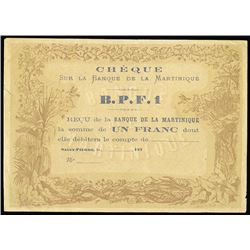 CHÈQUE
SUR LA BANQUE DE LA MARTINIQUE
B.P.F. 1
REÇU de la BANQUE DE LA MARTINIQUE
la somme de UN FRANC dont
elle débitera le compte de
SAINT-PIERRE, le 187